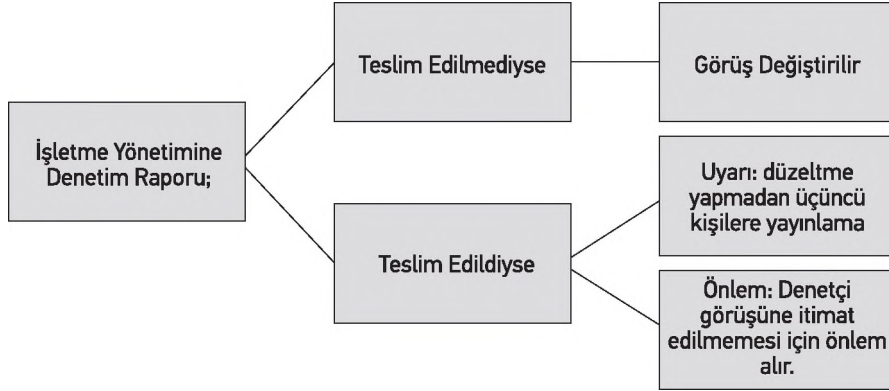 Teslim Edilmediyse
Görüş Değiştirilir
İşletme Yönetimine
Denetim Raporu;
Uyarı: düzeltme
yapmadan üçüncü
kişilere yayınlama
Teslim Edildiyse
Önlem: Denetçi
görüşüne itimat
edilmemesi için önlem
alır.